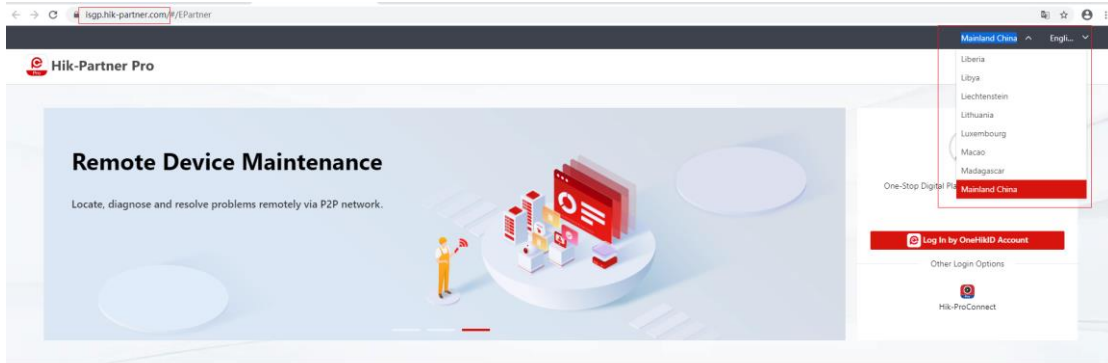 isgp.hik-partner.com/#/EPartner
Mainland China
Engli...
Hik-Partner Pro
Liberia
Libya
Liechtenstein
Lithuania
Luxembourg
Macao
Madagascar
Mainland China
Remote Device Maintenance
Locate, diagnose and resolve problems remotely via P2P network.
One-Stop Digital Pla
Log In by OneHikID Account
Other Login Options
Hik-ProConnect